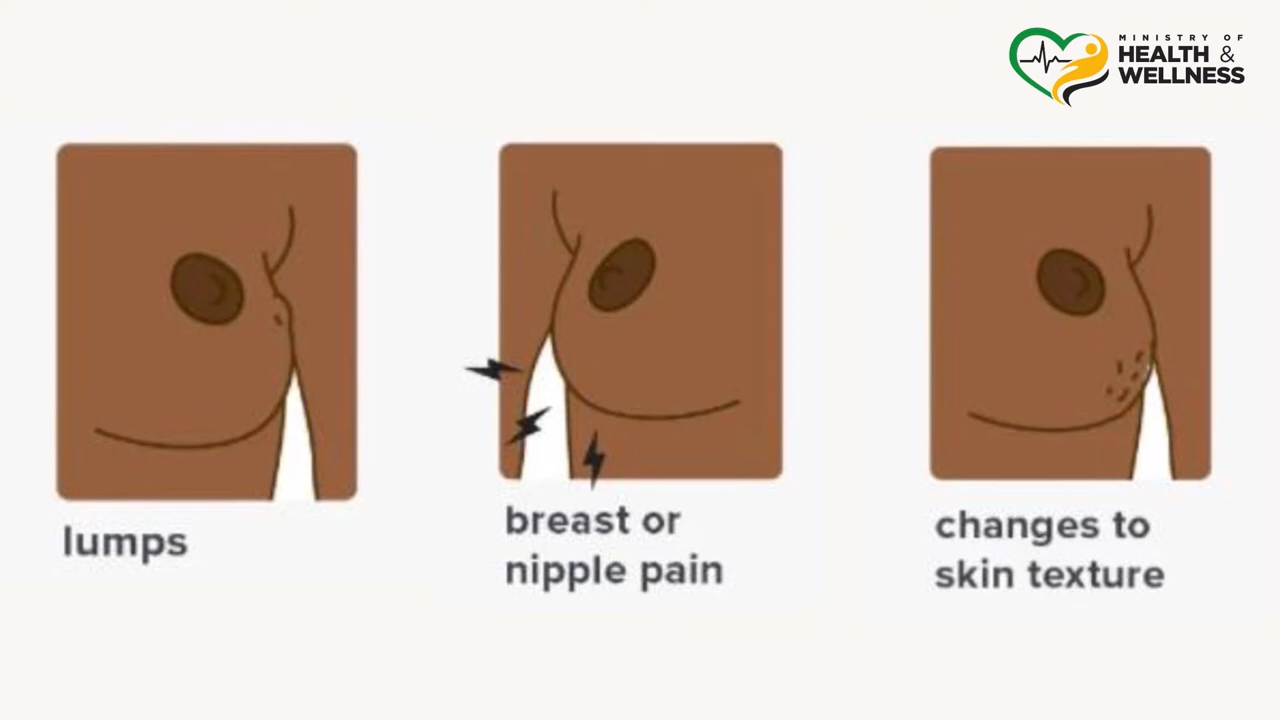 MINISTRY OF
HEALTH &
WELLNESS
lumps
breast or
nipple pain
changes to
skin texture